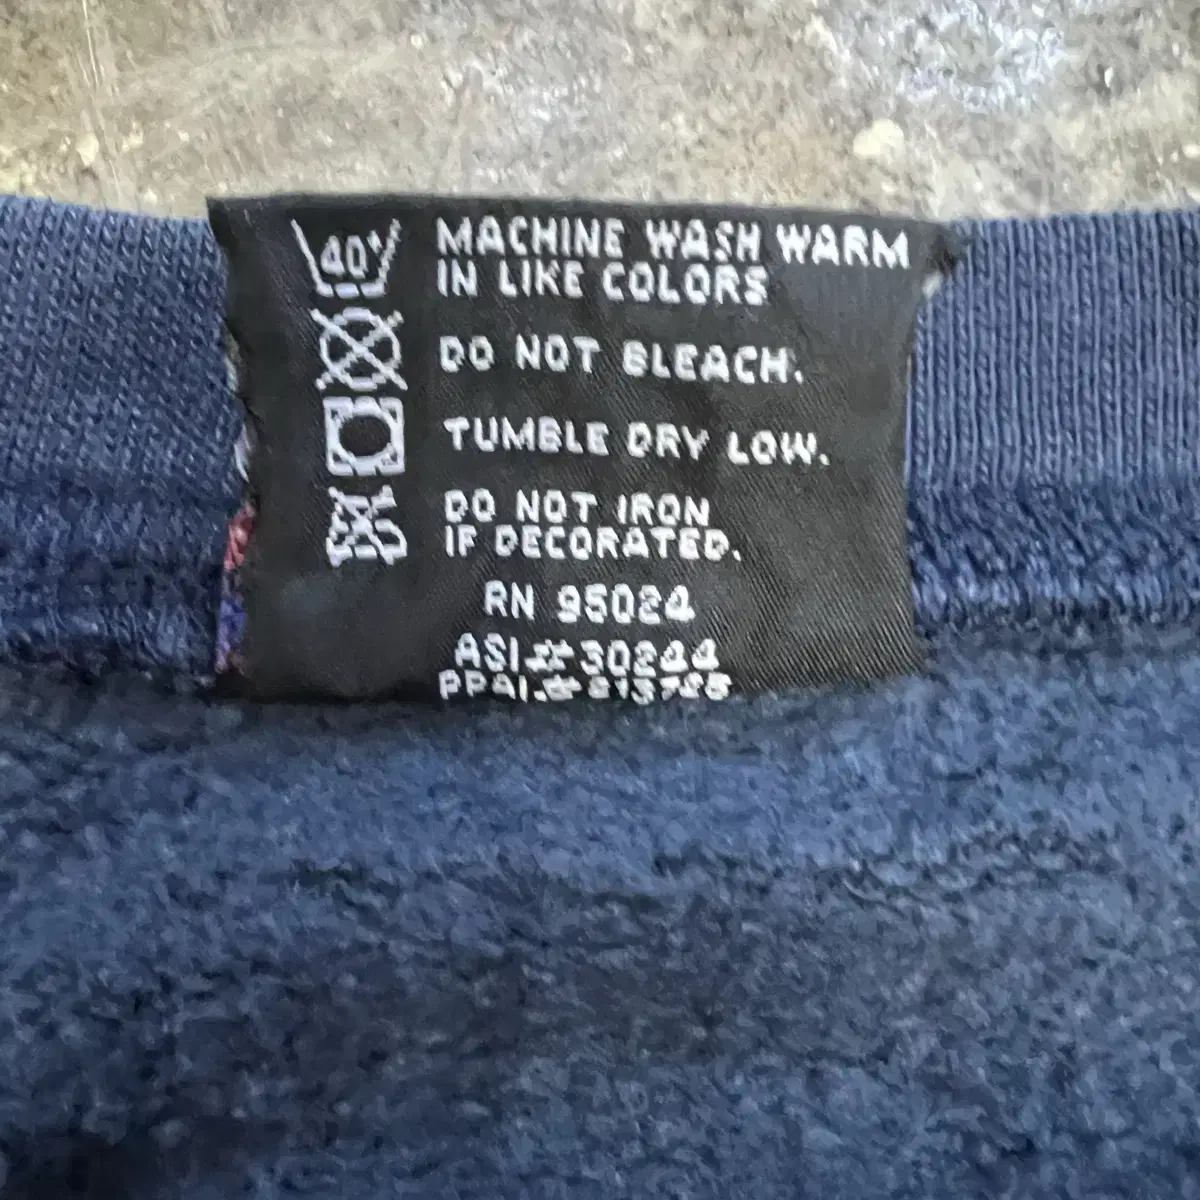 40°
MACHINE WASH WARM
IN LIKE COLORS
DO NOT BLEACH.
TUMBLE DRY LOW.
DO NOT IRON
IF DECORATED.
RN 95024
ASI#30244